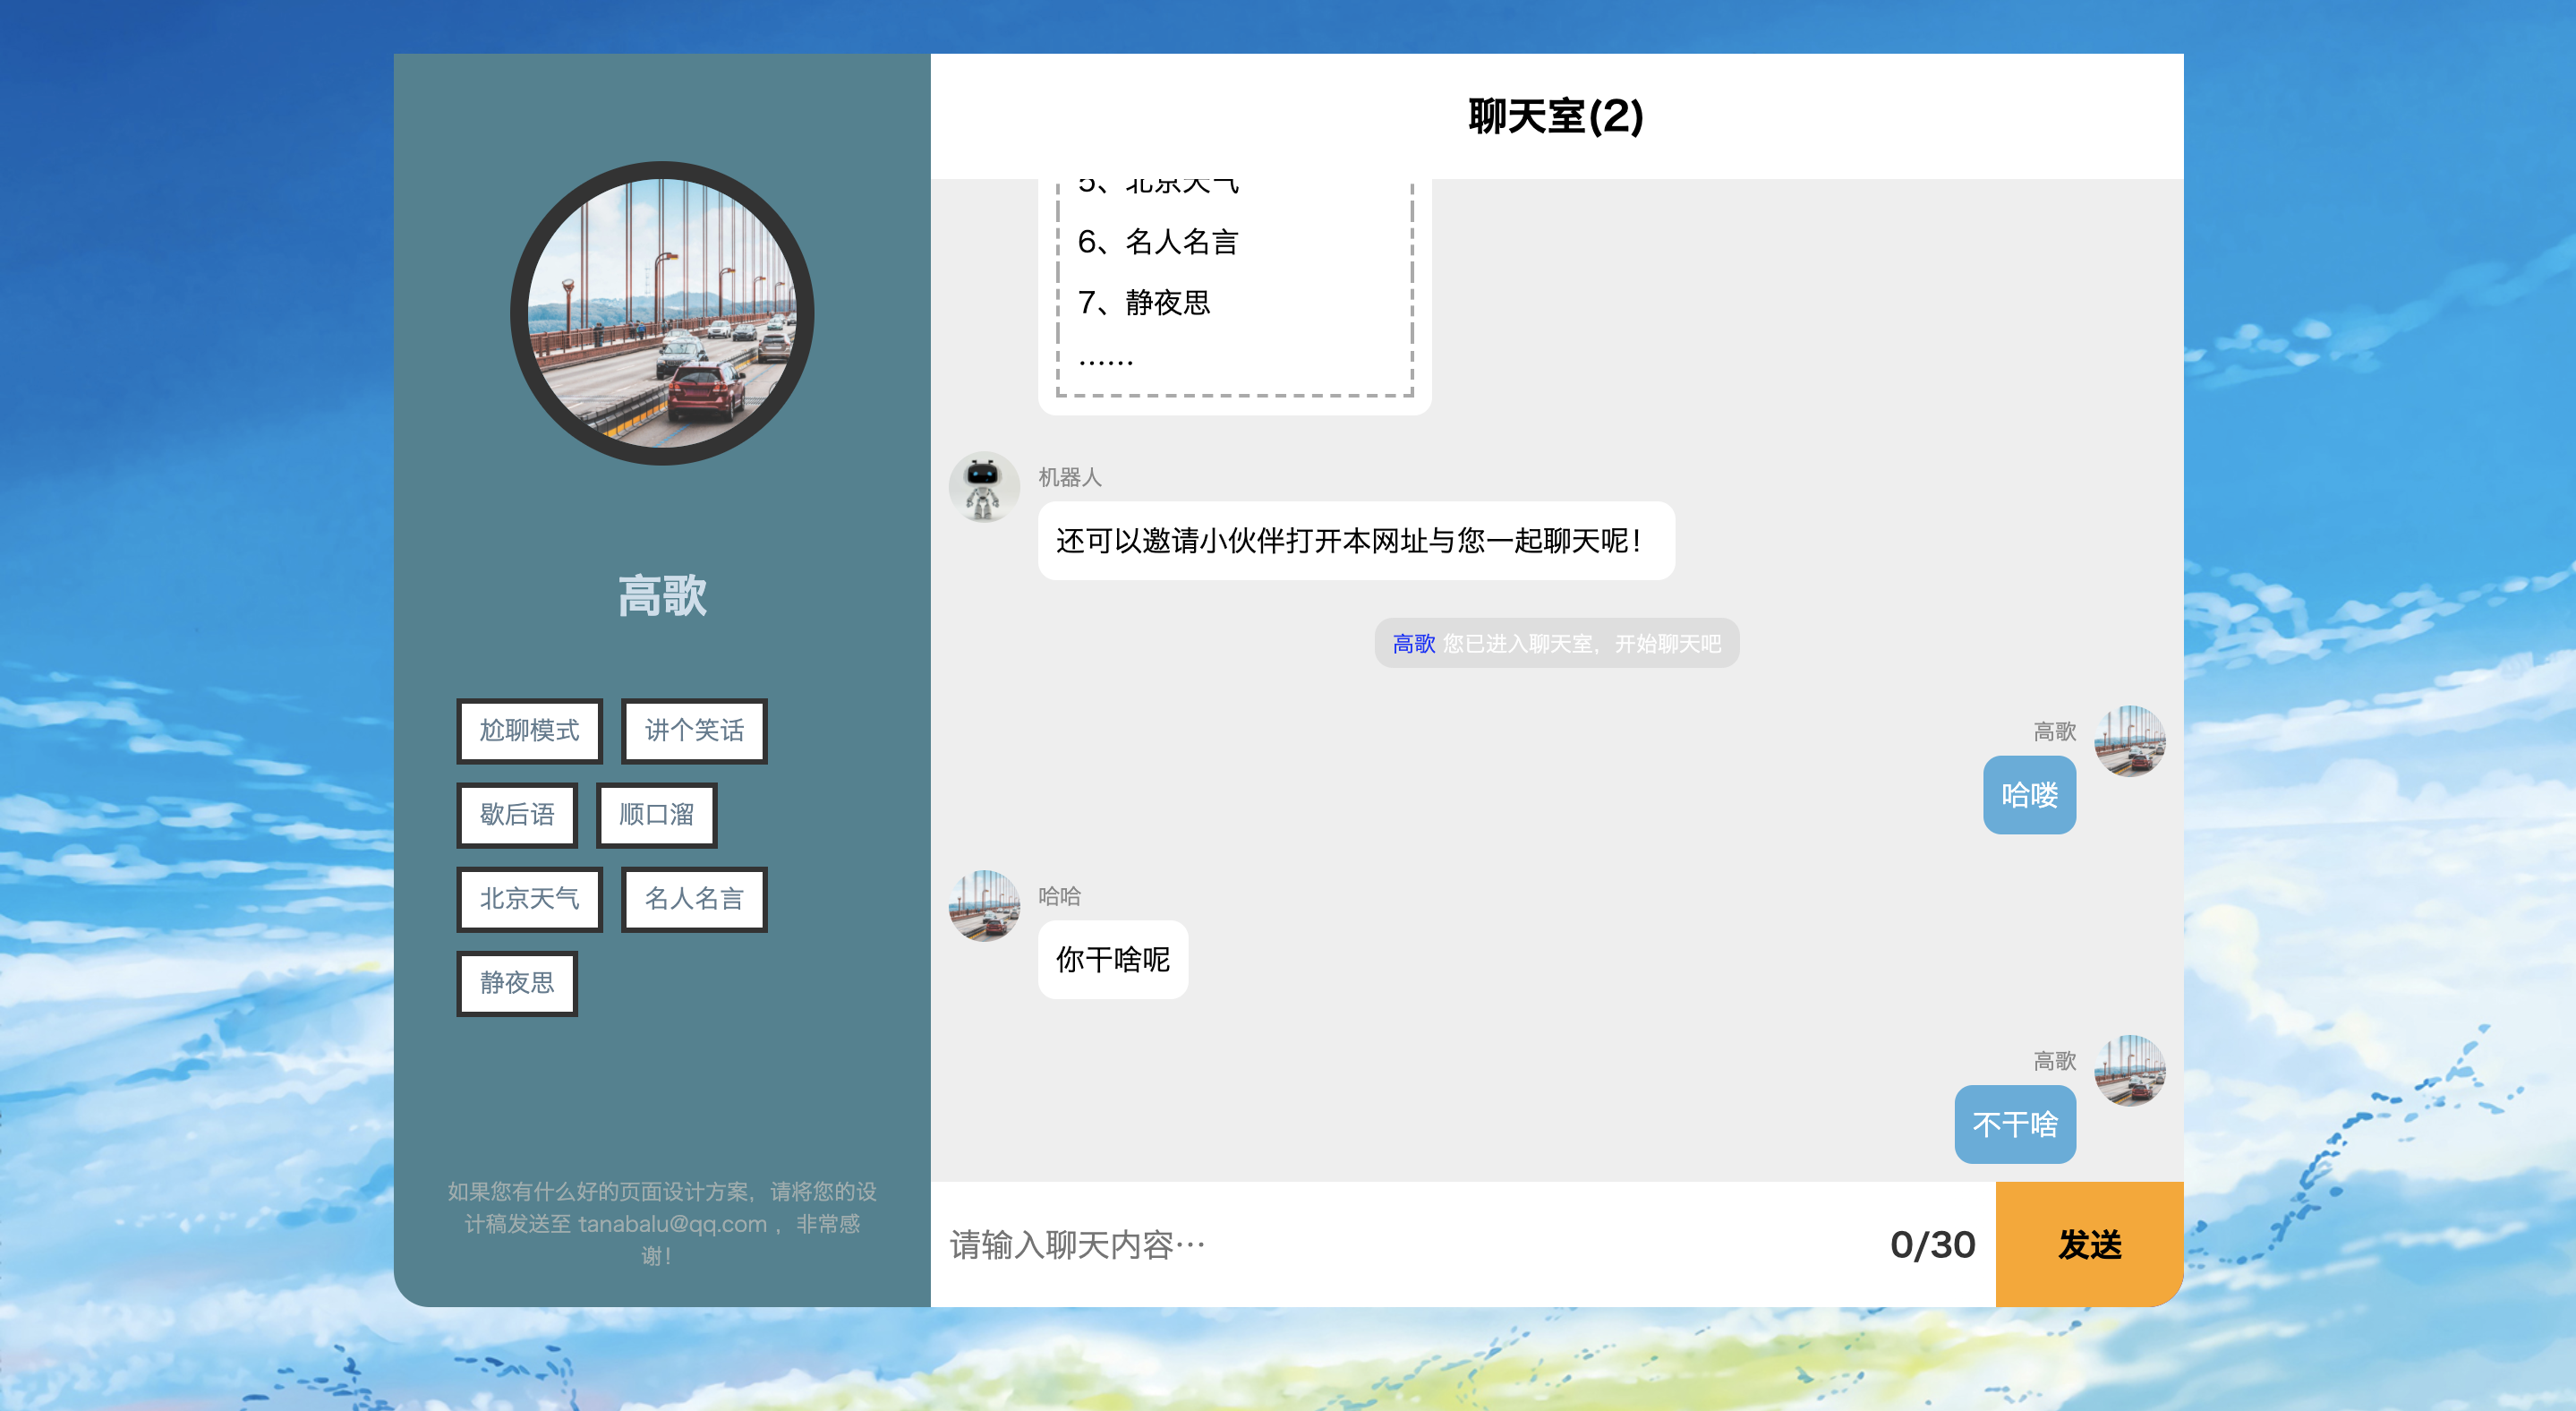 高歌
尬聊模式 讲个笑话
歇后语 顺口溜
北京天气 名人名言
静夜思
如果您有什么好的页面设计方案，请将您的设
计稿发送至 tanabalu@qq.com ，非常感
谢！
聊天室(2)
5、北京天气
6、名人名言
7、静夜思
......
机器人
还可以邀请小伙伴打开本网址与您一起聊天呢！
高歌 您已进入聊天室，开始聊天吧
高歌
哈喽
哈哈
你干啥呢
高歌
不干啥
请输入聊天内容… 0/30 发送